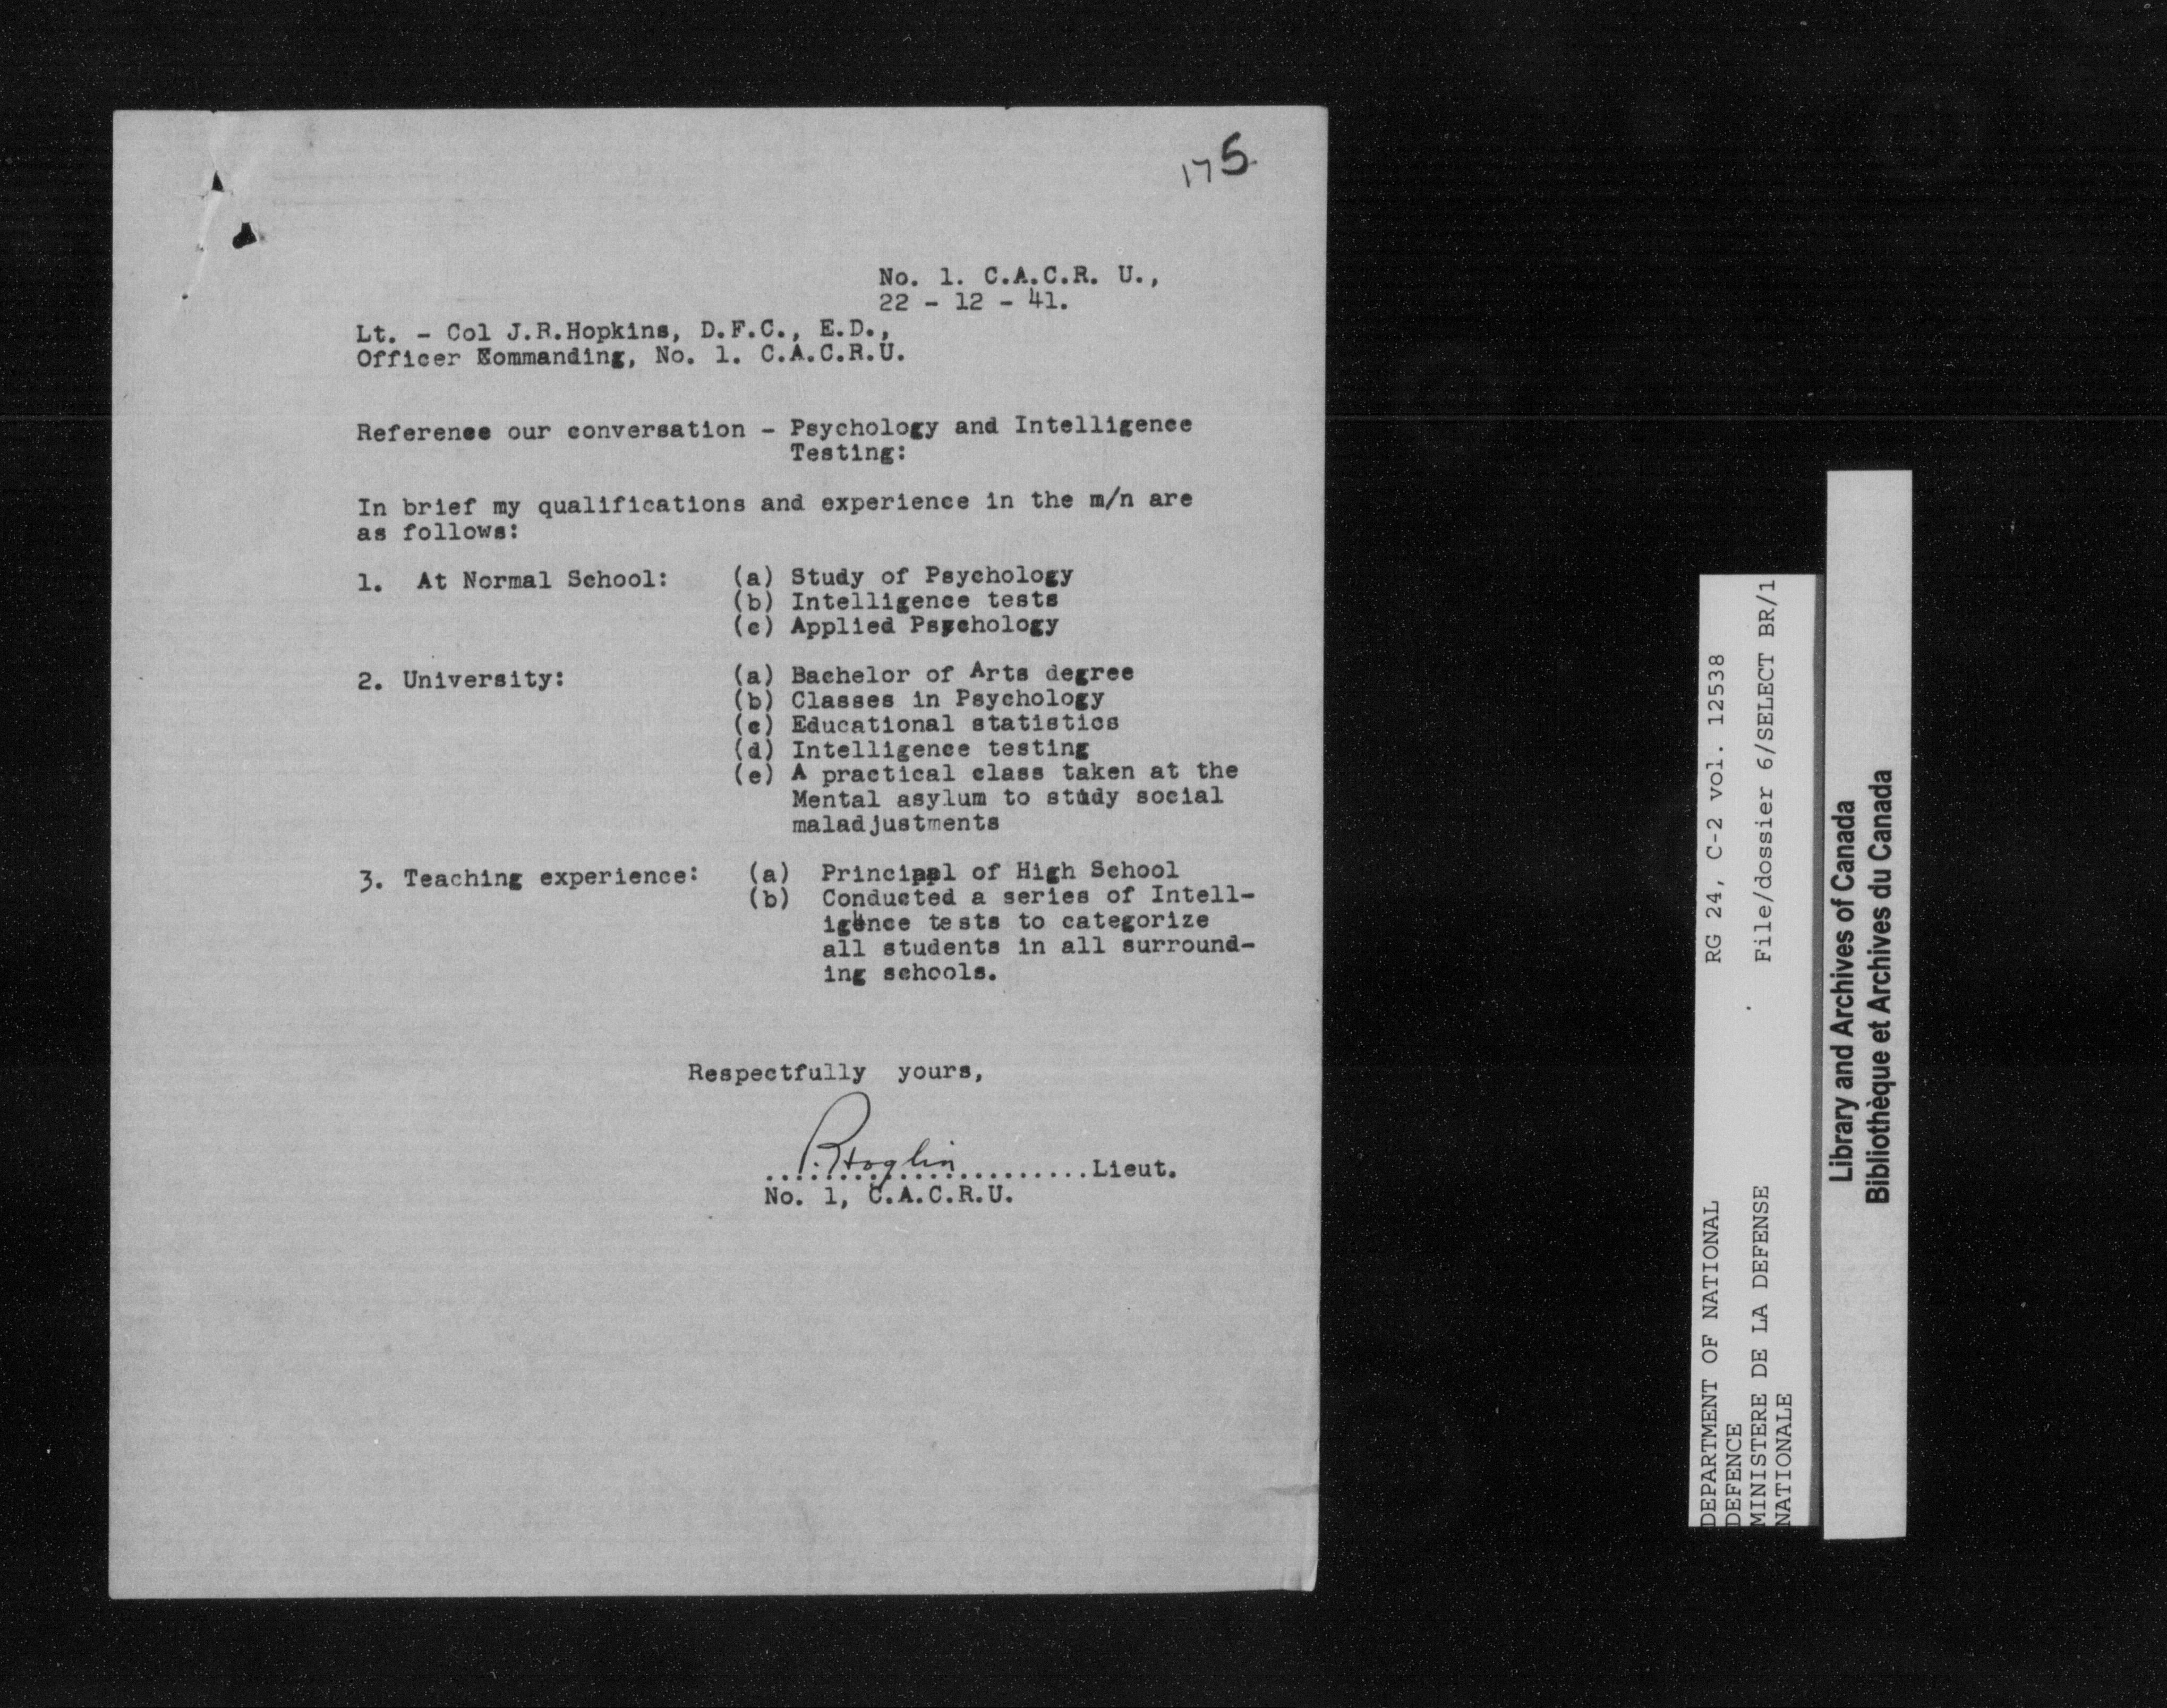 175
No. 1. C.A.C.R. U.,
22 - 12 - 41.
Lt. - Col J.R.Hopkins, D.F.C., E.D.,
Officer Kommanding, No. 1. C.A.C.R.U.
Reference our conversation - Psychology and Intelligence
Testing:
In brief my qualifications and experience in the m/n are
as follows:
1. At Normal School: (a) Study of Psychology
(b) Intelligence tests
(c) Applied Psychology
2. University: (a) Bachelor of Arts degree
(b) Classes in Psychology
(c) Educational statistics
(d) Intelligence testing
(e) A practical class taken at the
Mental asylum to study social
maladjustments
3. Teaching experience: (a) Principal of High School
(b) Conducted a series of Intell-
igence tests to categorize
all students in all surround-
ing schools.
Respectfully yours,
P. Hoglin
........................Lieut.
No. 1, C.A.C.R.U.
DEPARTMENT OF NATIONAL RG 24, C-2 vol. 12538
DEFENCE
MINISTERE DE LA DEFENSE File/dossier 6/SELECT BR/1
NATIONALE
Library and Archives of Canada
Bibliothèque et Archives du Canada